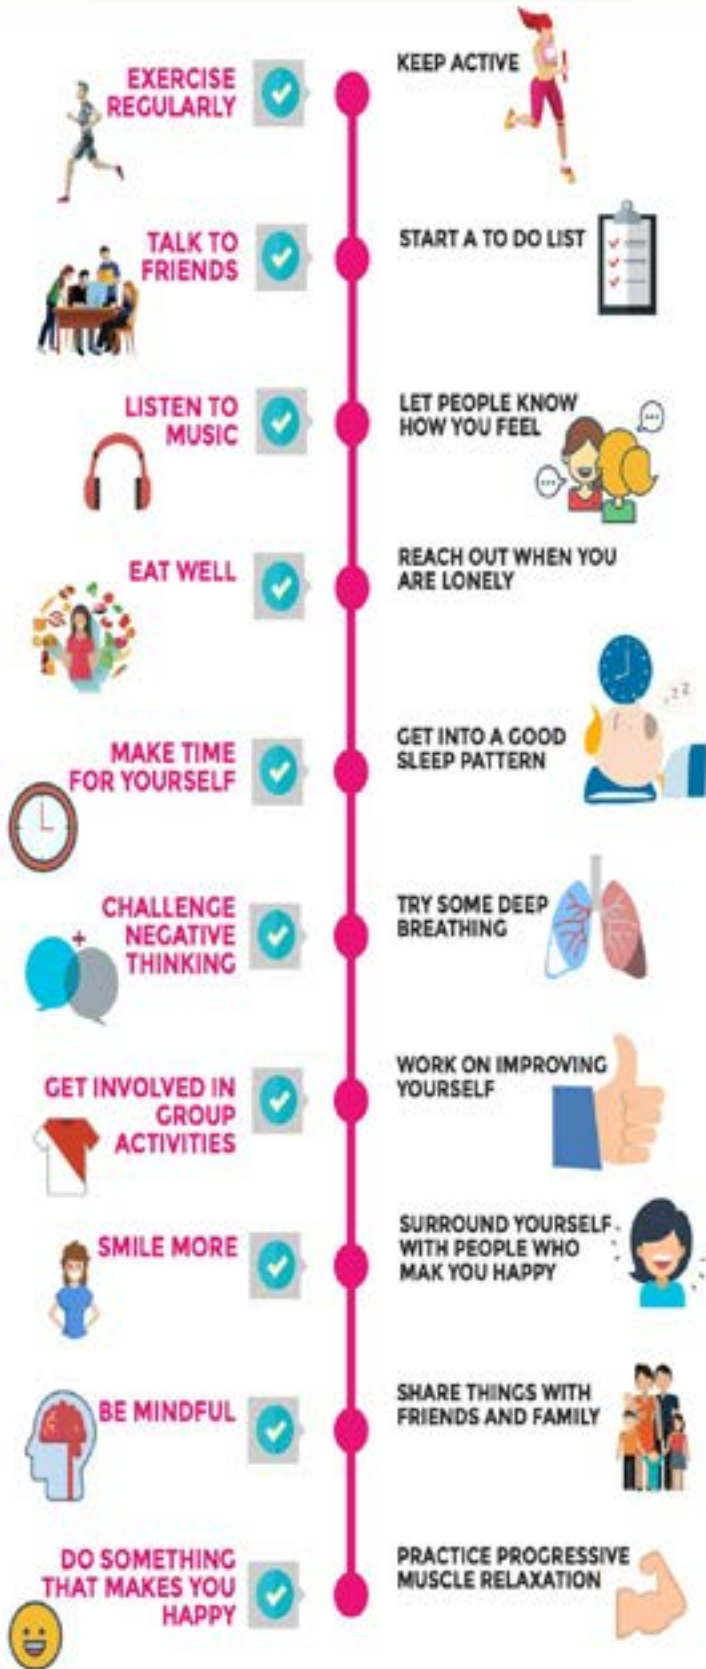 EXERCISE
REGULARLY
KEEP ACTIVE
TALK TO
FRIENDS
START A TO DO LIST
LISTEN TO
MUSIC
LET PEOPLE KNOW
HOW YOU FEEL
EAT WELL
REACH OUT WHEN YOU
ARE LONELY
MAKE TIME
FOR YOURSELF
GET INTO A GOOD
SLEEP PATTERN
zzz
CHALLENGE
NEGATIVE
THINKING
TRY SOME DEEP
BREATHING
GET INVOLVED IN
GROUP
ACTIVITIES
WORK ON IMPROVING
YOURSELF
SMILE MORE
SURROUND YOURSELF
WITH PEOPLE WHO
MAK YOU HAPPY
BE MINDFUL
SHARE THINGS WITH
FRIENDS AND FAMILY
DO SOMETHING
THAT MAKES YOU
HAPPY
PRACTICE PROGRESSIVE
MUSCLE RELAXATION